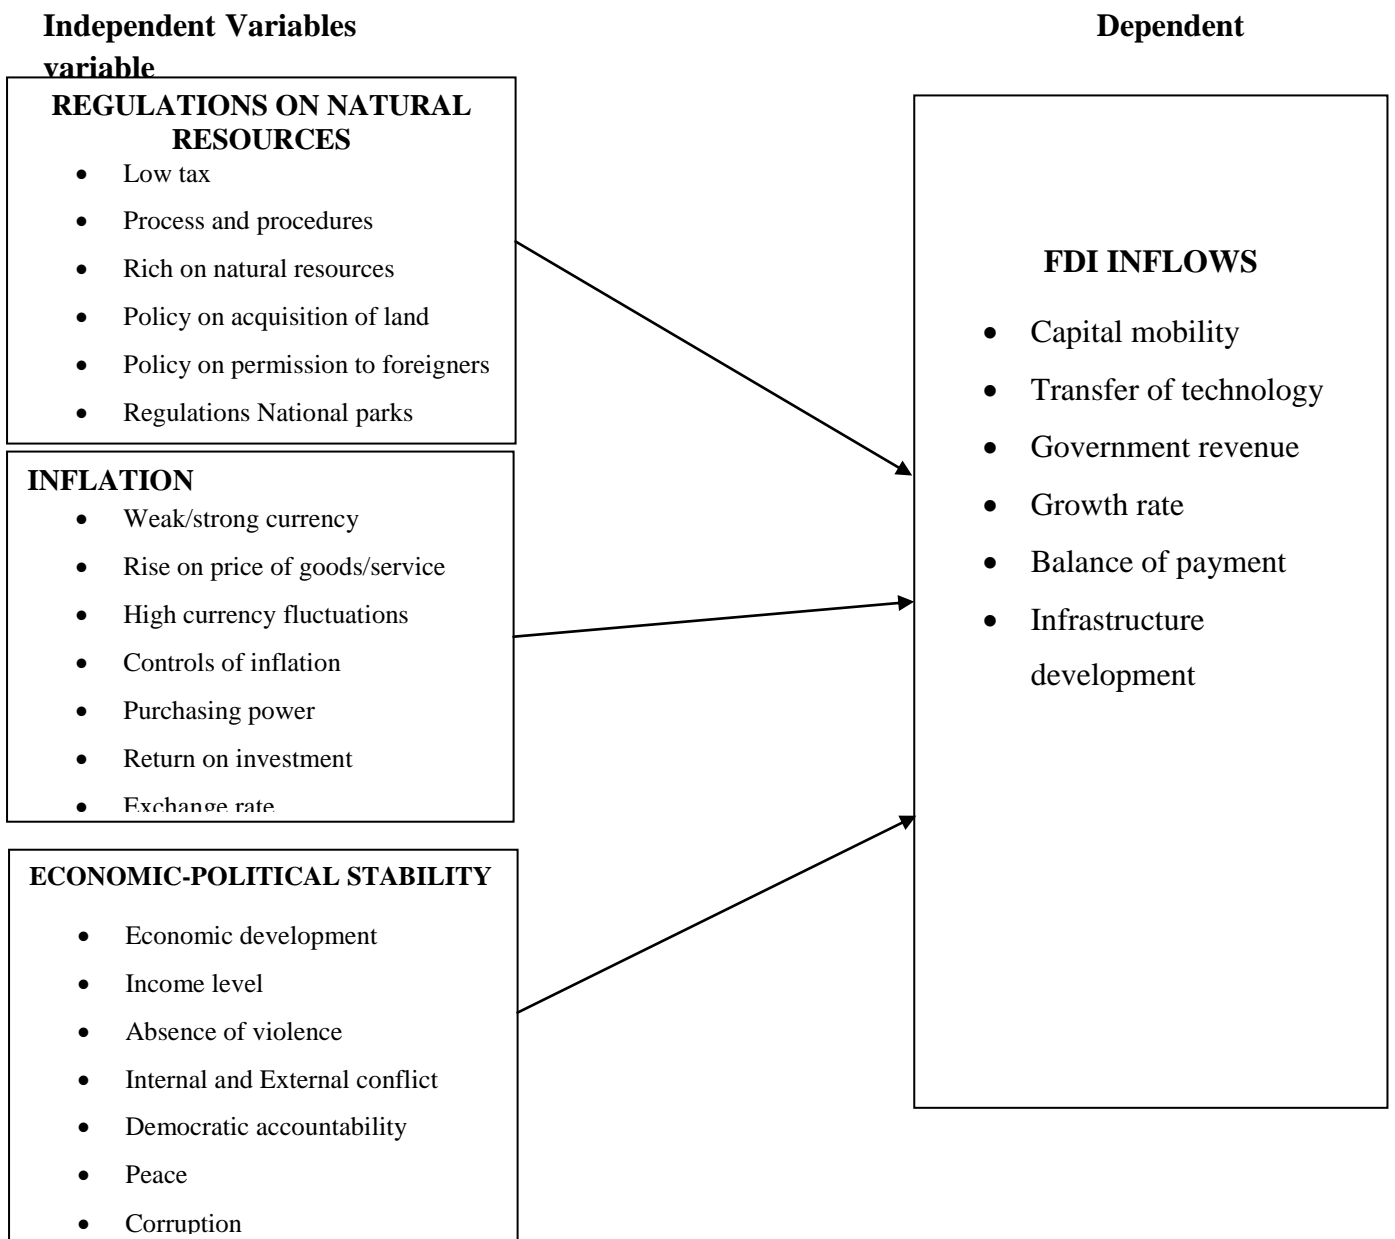 Independent Variables Dependent
variable
REGULATIONS ON NATURAL
RESOURCES
• Low tax
• Process and procedures
• Rich on natural resources
• Policy on acquisition of land
• Policy on permission to foreigners
• Regulations National parks
INFLATION
• Weak/strong currency
• Rise on price of goods/service
• High currency fluctuations
• Controls of inflation
• Purchasing power
• Return on investment
• Exchange rate
ECONOMIC-POLITICAL STABILITY
• Economic development
• Income level
• Absence of violence
• Internal and External conflict
• Democratic accountability
• Peace
• Corruption
FDI INFLOWS
• Capital mobility
• Transfer of technology
• Government revenue
• Growth rate
• Balance of payment
• Infrastructure
development